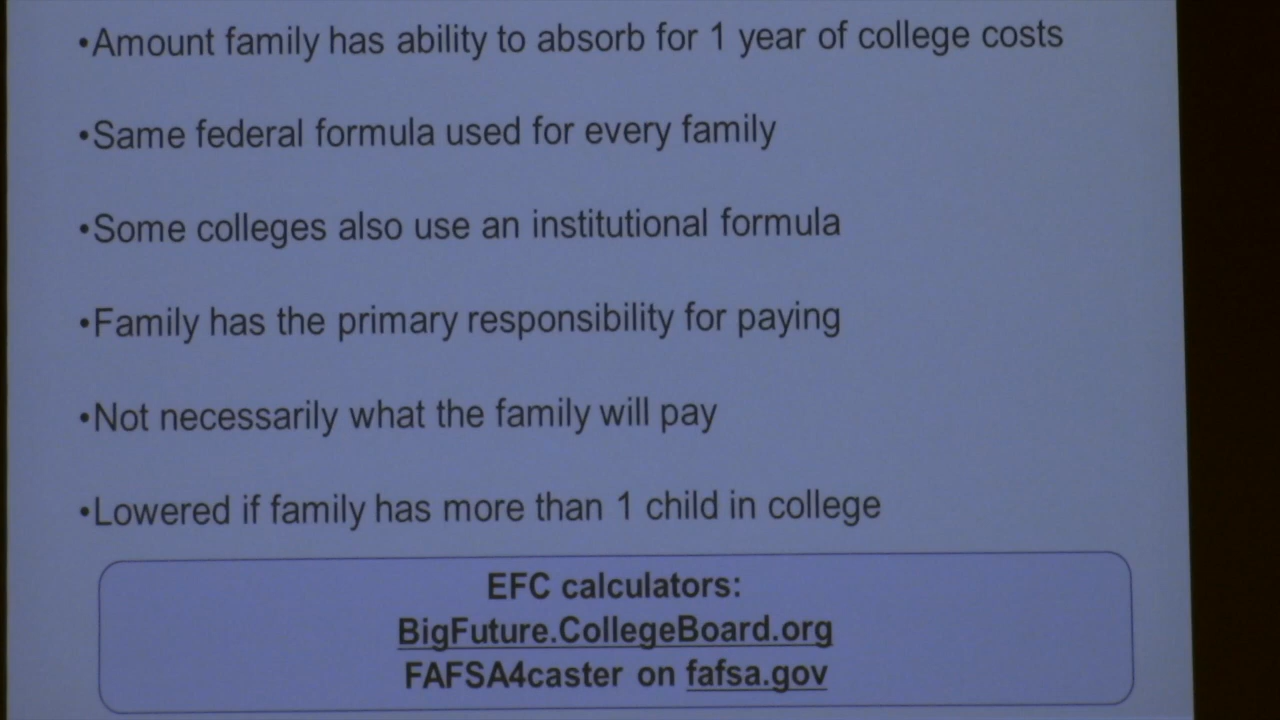 •Amount family has ability to absorb for 1 year of college costs
•Same federal formula used for every family
•Some colleges also use an institutional formula
•Family has the primary responsibility for paying
•Not necessarily what the family will pay
•Lowered if family has more than 1 child in college
EFC calculators:
BigFuture.CollegeBoard.org
FAFSA4caster on fafsa.gov